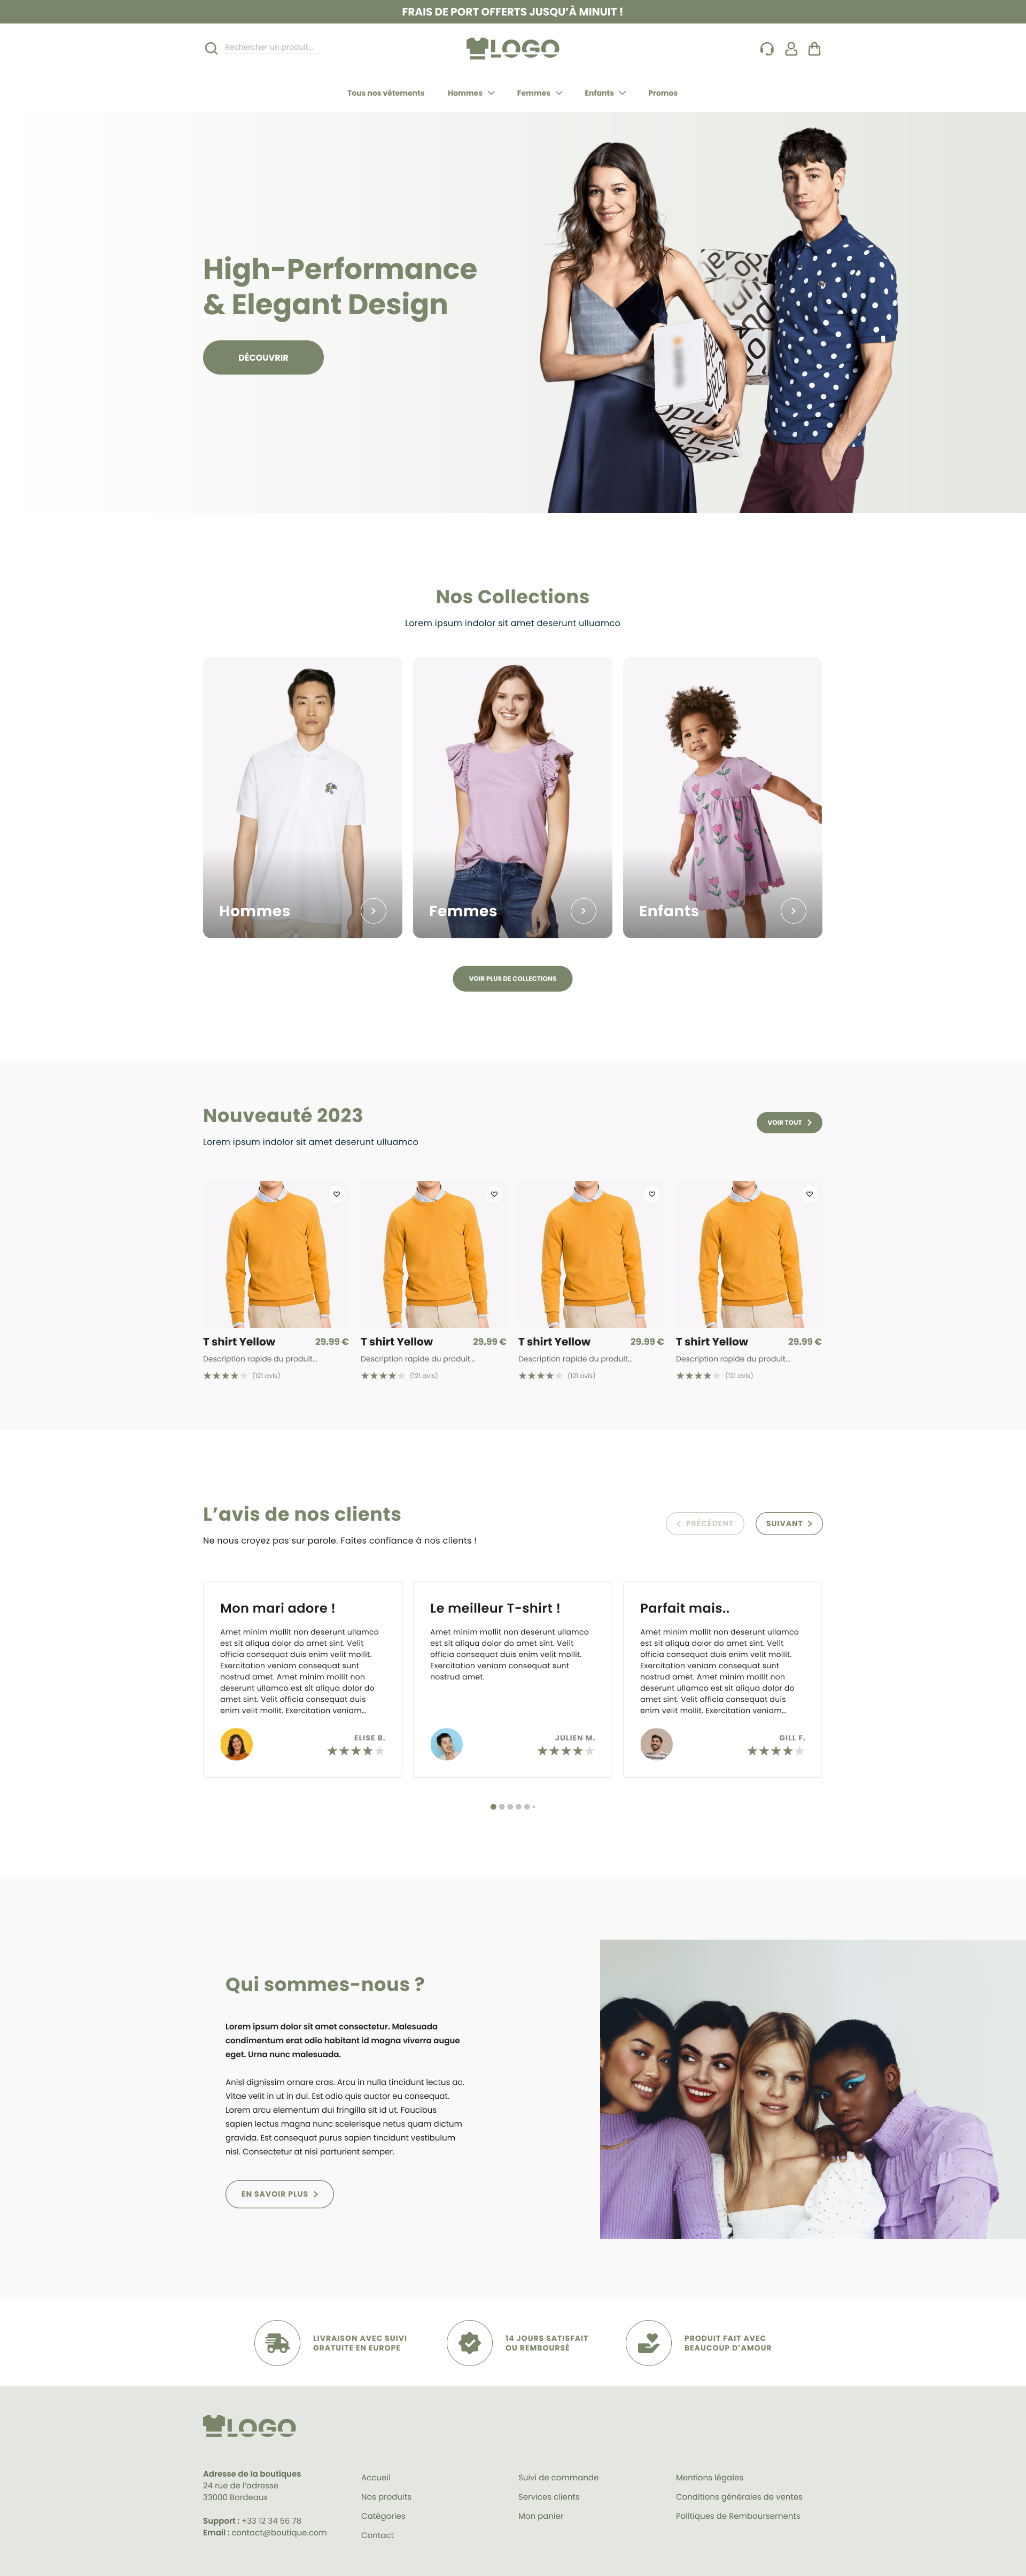 FRAIS DE PORT OFFERTS JUSQU’À MINUIT !
Rechercher un produit...
LOGO
Tous nos vêtements
Hommes
Femmes
Enfants
Promos
High-Performance
& Elegant Design
DÉCOUVRIR
Nos Collections
Lorem ipsum indolor sit amet deserunt ulluamco
Hommes
Femmes
Enfants
VOIR PLUS DE COLLECTIONS
Nouveauté 2023
Lorem ipsum indolor sit amet deserunt ulluamco
VOIR TOUT
T shirt Yellow 29.99 €
Description rapide du produit...
(121 avis)
T shirt Yellow 29.99 €
Description rapide du produit...
(121 avis)
T shirt Yellow 29.99 €
Description rapide du produit...
(121 avis)
T shirt Yellow 29.99 €
Description rapide du produit...
(121 avis)
L’avis de nos clients
Ne nous croyez pas sur parole. Faites confiance à nos clients !
PRÉCÉDENT
SUIVANT
Mon mari adore !
Amet minim mollit non deserunt ullamco
est sit aliqua dolor do amet sint. Velit
officia consequat duis enim velit mollit.
Exercitation veniam consequat sunt
nostrud amet. Amet minim mollit non
deserunt ullamco est sit aliqua dolor do
amet sint. Velit officia consequat duis
enim velit mollit. Exercitation veniam...
ELISE B.
Le meilleur T-shirt !
Amet minim mollit non deserunt ullamco
est sit aliqua dolor do amet sint. Velit
officia consequat duis enim velit mollit.
Exercitation veniam consequat sunt
nostrud amet.
JULIEN M.
Parfait mais..
Amet minim mollit non deserunt ullamco
est sit aliqua dolor do amet sint. Velit
officia consequat duis enim velit mollit.
Exercitation veniam consequat sunt
nostrud amet. Amet minim mollit non
deserunt ullamco est sit aliqua dolor do
amet sint. Velit officia consequat duis
enim velit mollit. Exercitation veniam...
GILL F.
Qui sommes-nous ?
Lorem ipsum dolor sit amet consectetur. Malesuada
condimentum erat odio habitant id magna viverra augue
eget. Urna nunc malesuada.
Anisl dignissim ornare cras. Arcu in nulla tincidunt lectus ac.
Vitae velit in ut in dui. Est odio quis auctor eu consequat.
Lorem arcu elementum dui fringilla sit id ut. Faucibus
sapien lectus magna nunc scelerisque netus quam dictum
gravida. Est consequat purus sapien tincidunt vestibulum
nisl. Consectetur at nisi parturient semper.
EN SAVOIR PLUS
LIVRAISON AVEC SUIVI
GRATUITE EN EUROPE
14 JOURS SATISFAIT
OU REMBOURSÉ
PRODUIT FAIT AVEC
BEAUCOUP D’AMOUR
LOGO
Adresse de la boutiques
24 rue de l’adresse
33000 Bordeaux
Support : +33 12 34 56 78
Email : contact@boutique.com
Accueil
Nos produits
Catégories
Contact
Suivi de commande
Services clients
Mon panier
Mentions légales
Conditions générales de ventes
Politiques de Remboursements